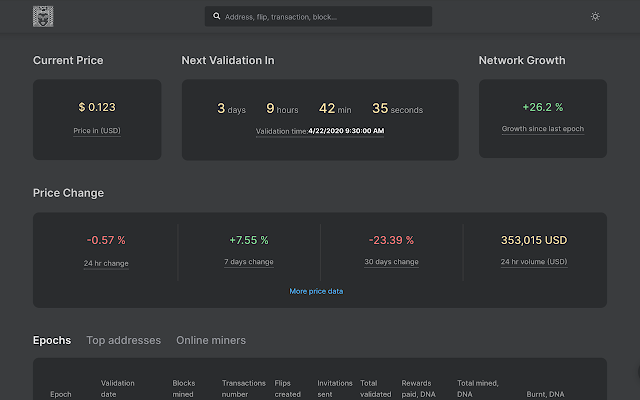 Address, flip, transaction, block...
Current Price
Next Validation In
Network Growth
$ 0.123
Price in (USD)
3 days 9 hours 42 min 35 seconds
Validation time:4/22/2020 9:30:00 AM
+26.2 %
Growth since last epoch
Price Change
-0.57 %
24 hr change
+7.55 %
7 days change
-23.39 %
30 days change
353,015 USD
24 hr volume (USD)
More price data
Epochs Top addresses Online miners
Epoch
Validation
date
Blocks
mined
Transactions
number
Flips
created
Invitations
sent
Total
validated
Rewards
paid, DNA
Total mined,
DNA
Burnt, DNA